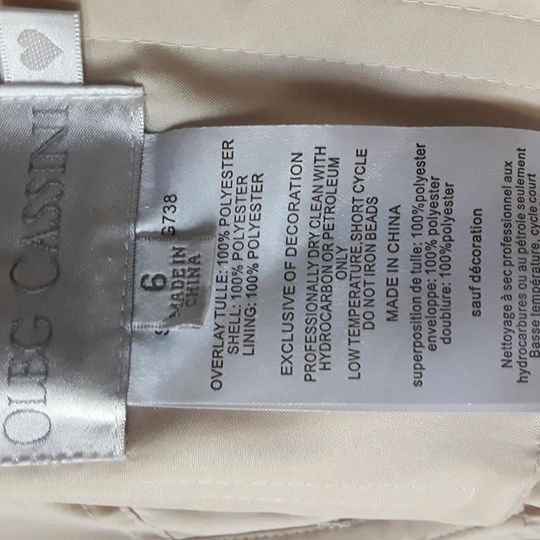 OLEG CASSINI
6
MADE IN
CHINA
G738
OVERLAY TULLE: 100% POLYESTER
SHELL: 100% POLYESTER
LINING: 100% POLYESTER
EXCLUSIVE OF DECORATION
PROFESSIONALLY DRY CLEAN WITH
HYDROCARBON OR PETROLEUM
ONLY
LOW TEMPERATURE,SHORT CYCLE
DO NOT IRON BEADS
MADE IN CHINA
superposition de tulle: 100%polyester
enveloppe: 100% polyester
doublure: 100%polyester
sauf décoration
Nettoyage à sec professionnel aux
hydrocarbures ou au pétrole seulement
Basse température, cycle court